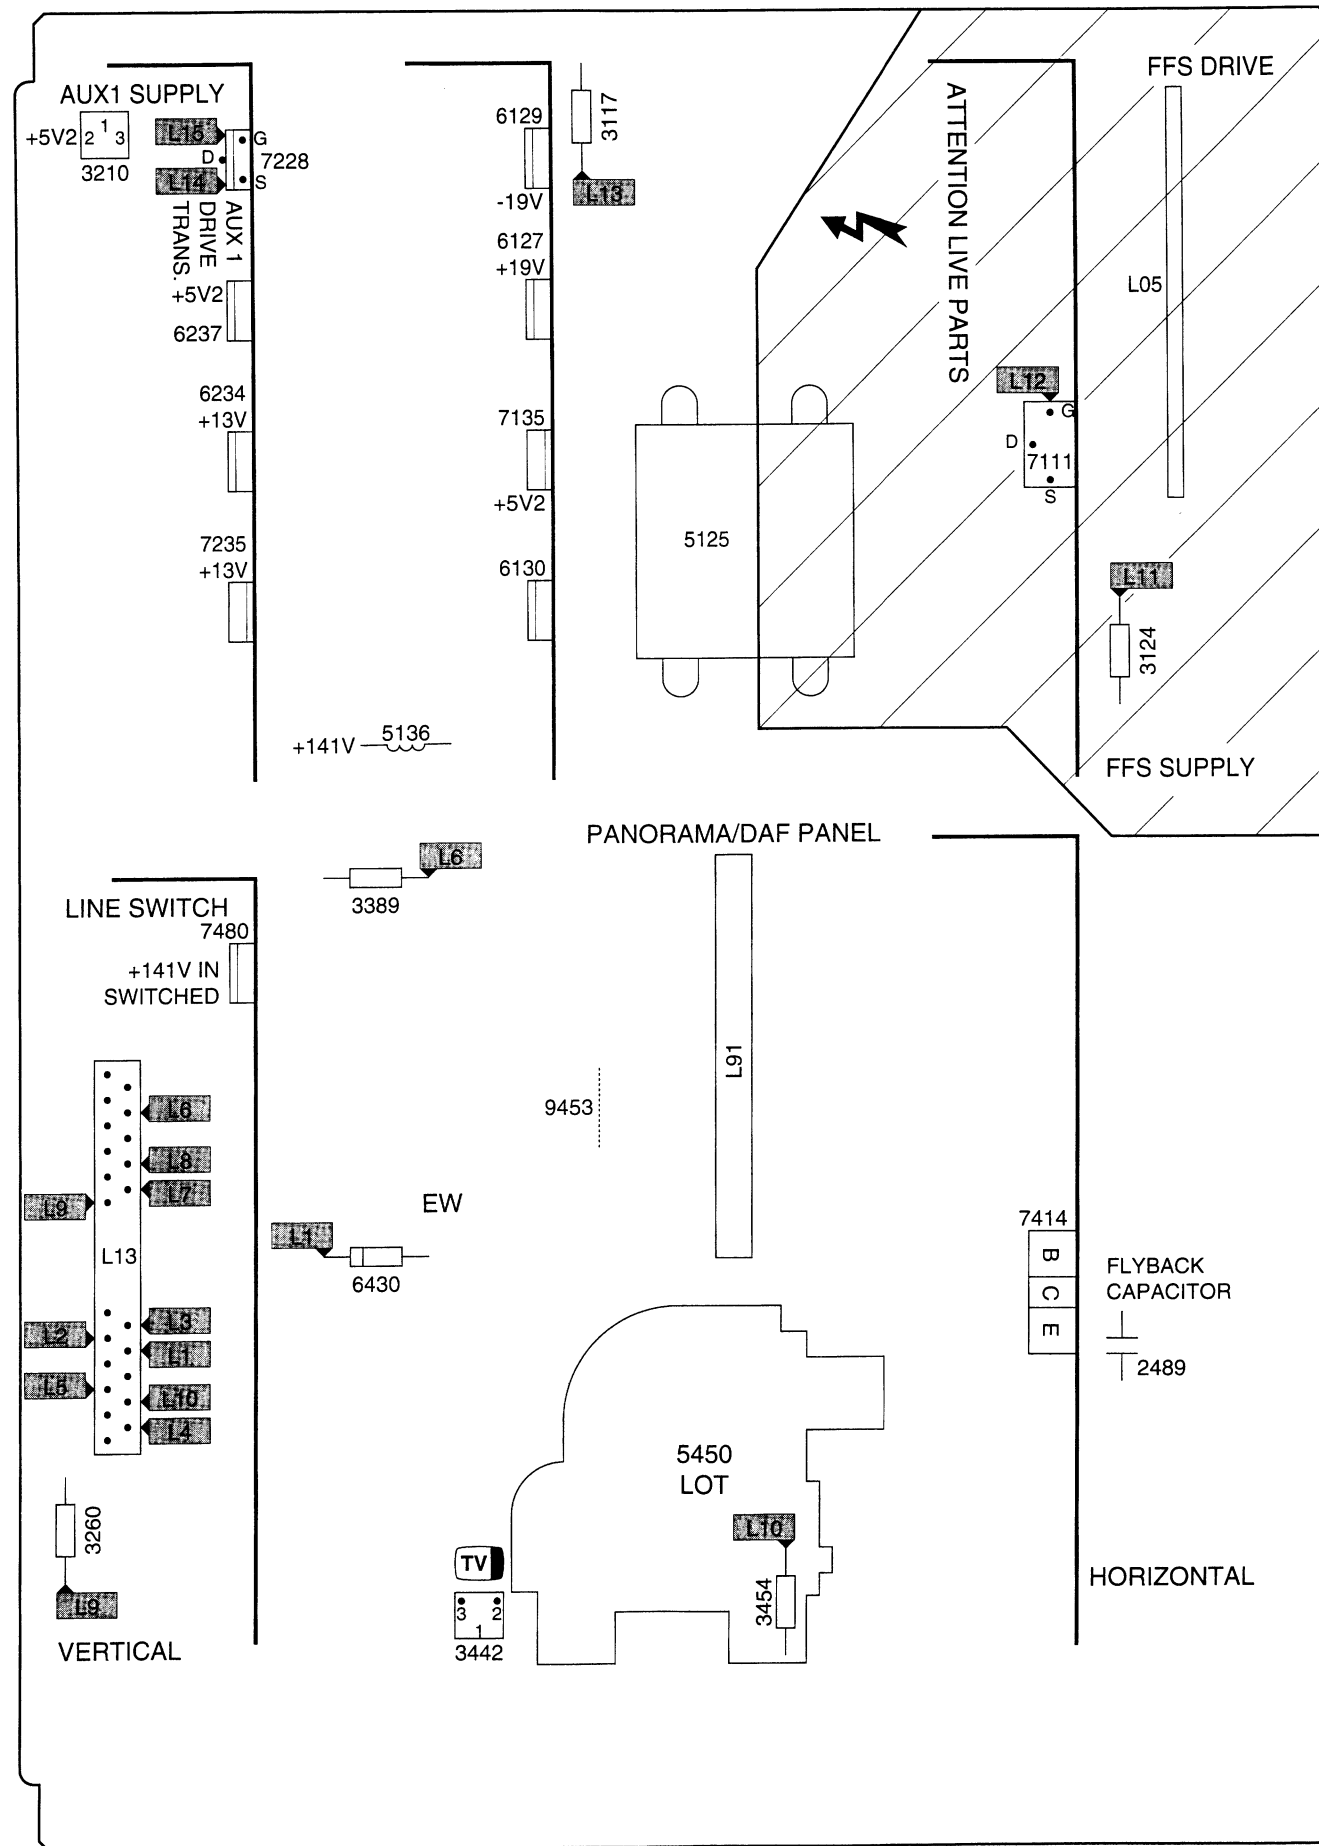 AUX1 SUPPLY
+5V2
2 1 3
3210
L15
G
D
7228
L14
S
AUX 1
DRIVE
TRANS.
+5V2
6237
6234
+13V
7235
+13V
6129
-19V
6127
+19V
7135
+5V2
6130
3117
L13
5125
ATTENTION LIVE PARTS
FFS DRIVE
L05
L12
G
D
7111
S
L11
3124
FFS SUPPLY
+141V
5136
PANORAMA/DAF PANEL
L6
3389
LINE SWITCH
7480
+141V IN
SWITCHED
L91
9453
L6
L8
L7
L9
L13
L3
L2
L1
L5
L10
L4
EW
L1
6430
7414
B
C
E
FLYBACK
CAPACITOR
2489
5450
LOT
L10
3454
3260
L9
VERTICAL
TV
3 2
1
3442
HORIZONTAL